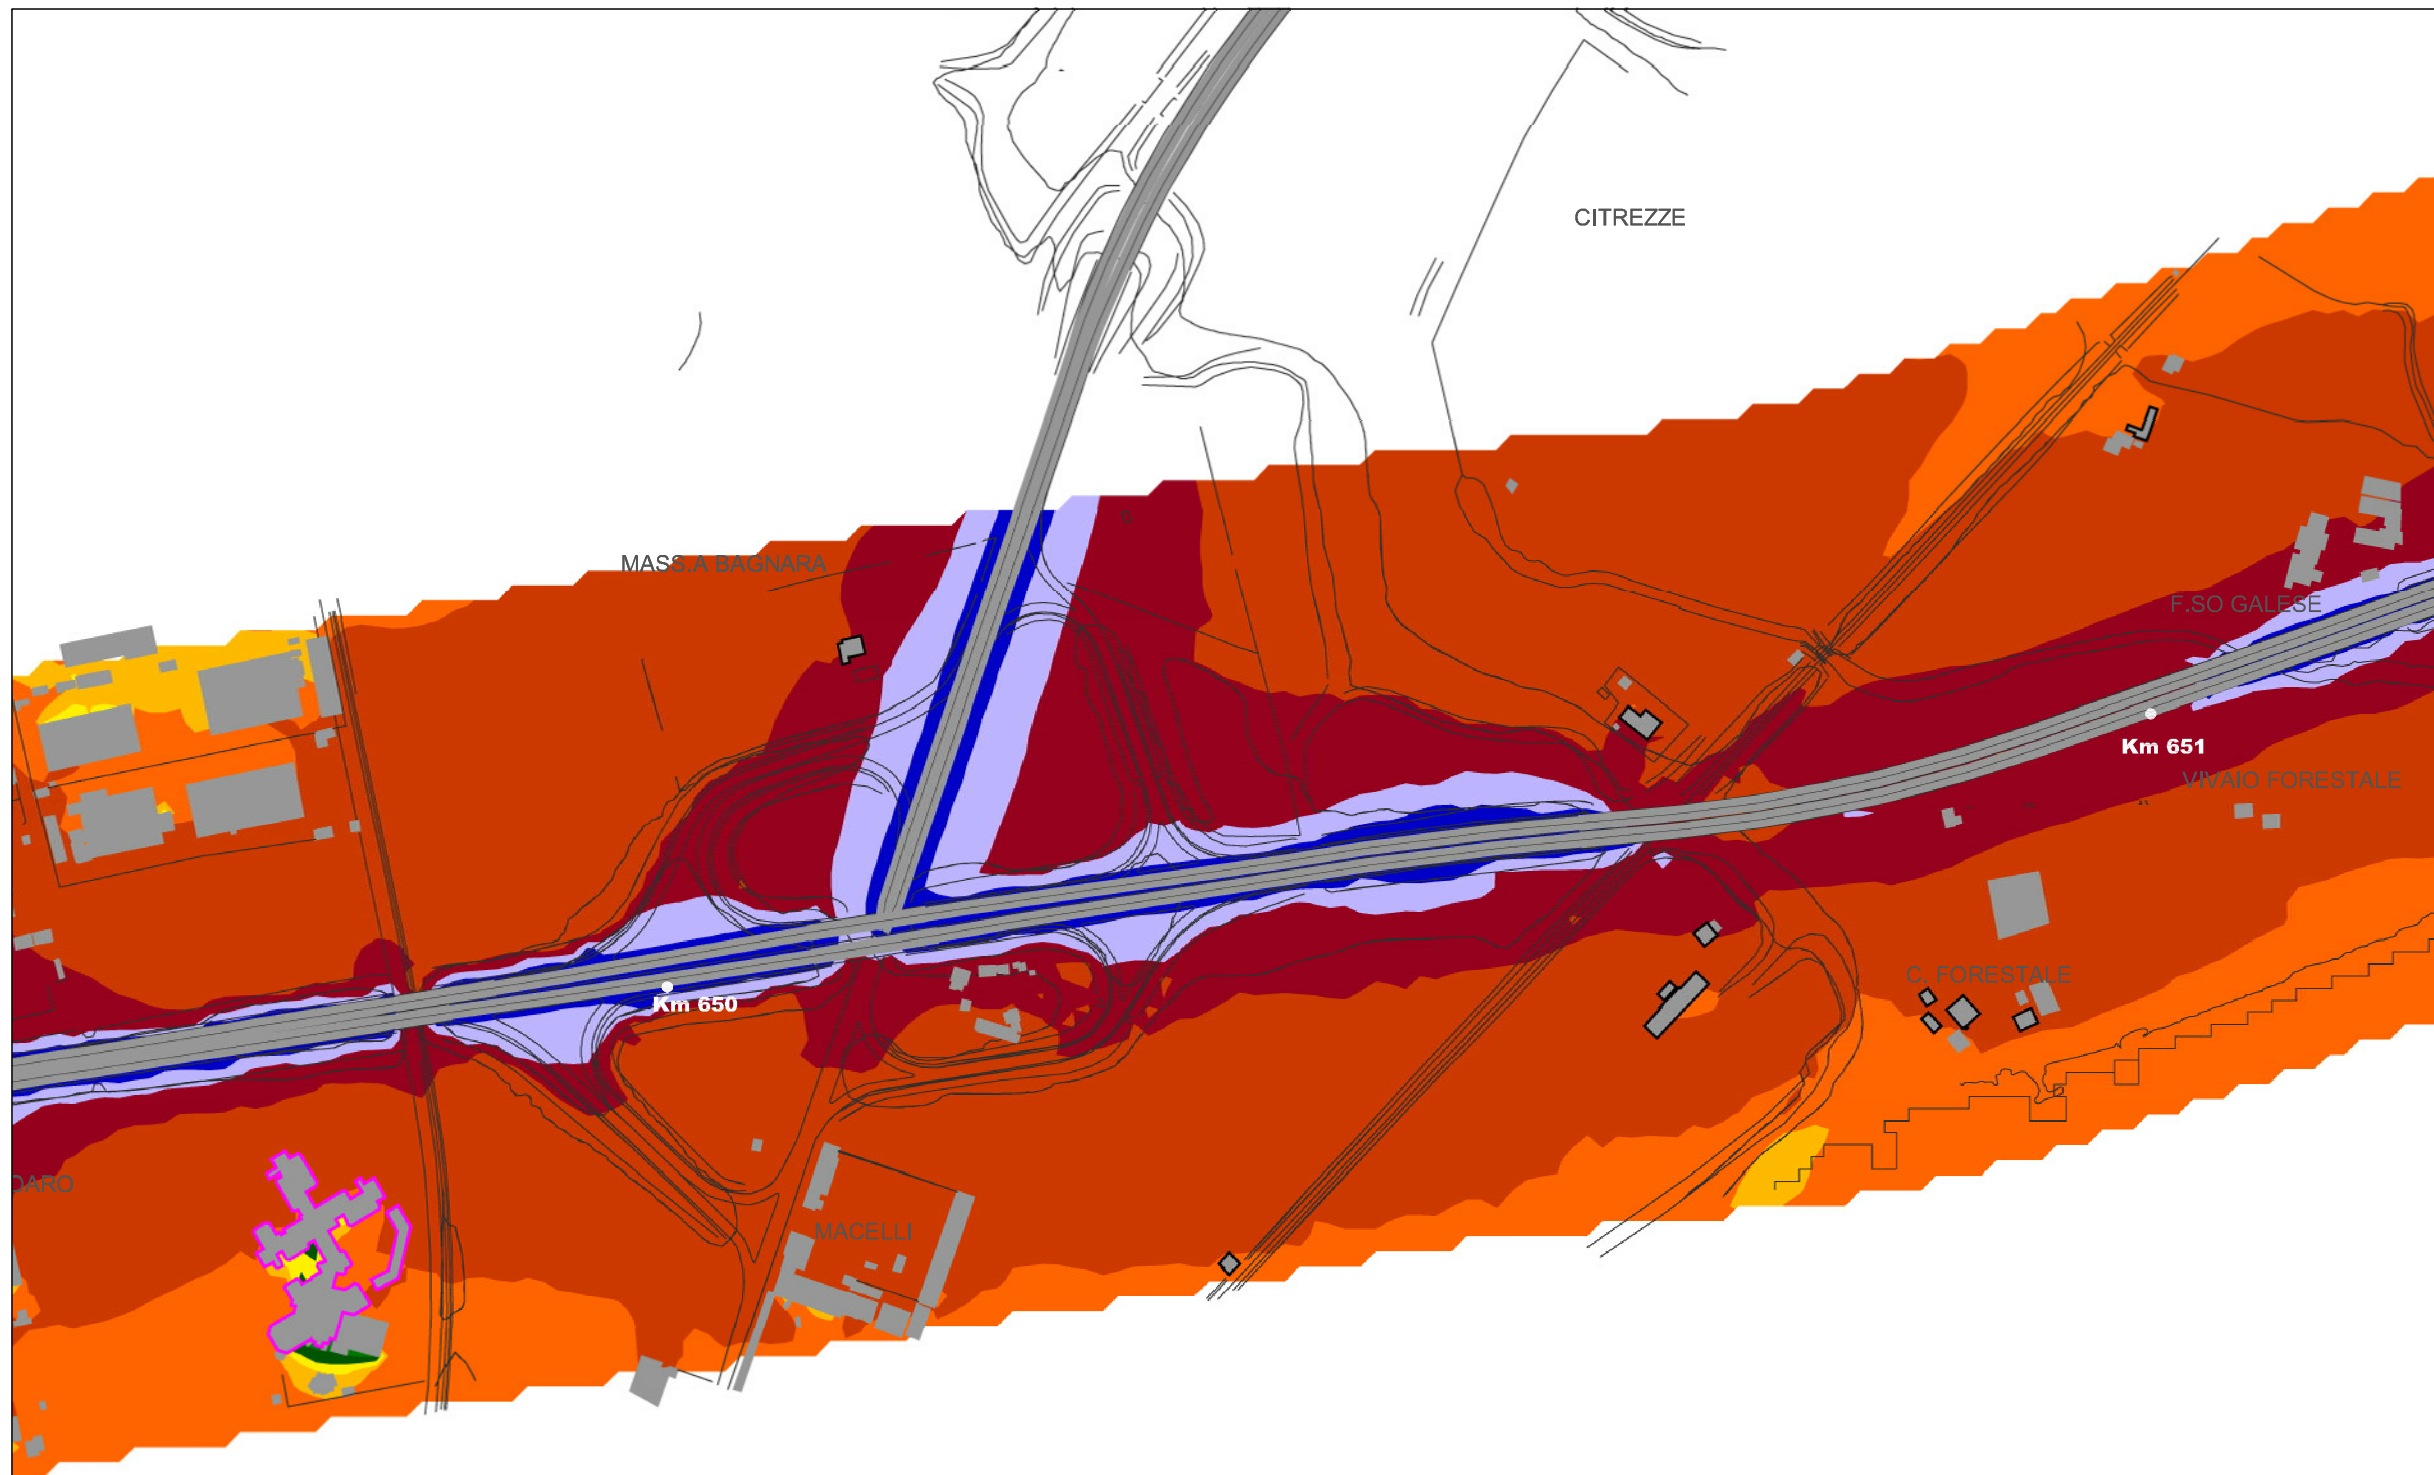 CITREZZE
MASS.A BAGNARA
F.SO GALESE
Km 651
VIVAIO FORESTALE
C. FORESTALE
Km 650
DARO
MACELLI